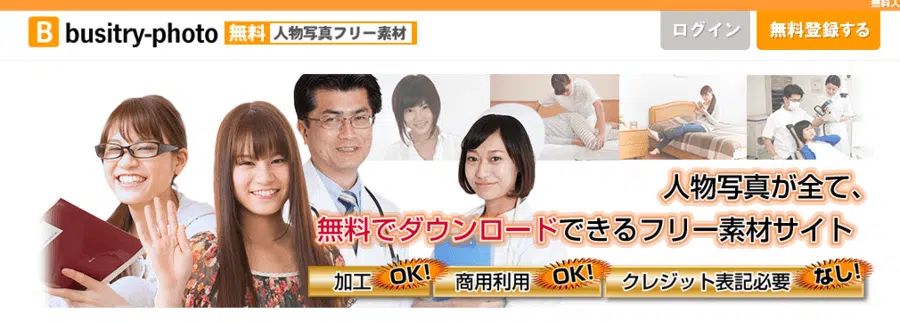 無料人
B busitry-photo 無料 人物写真フリー素材
ログイン
無料登録する
人物写真が全て、
無料でダウンロードできるフリー素材サイト
加工 OK! 商用利用 OK! クレジット表記必要 なし!